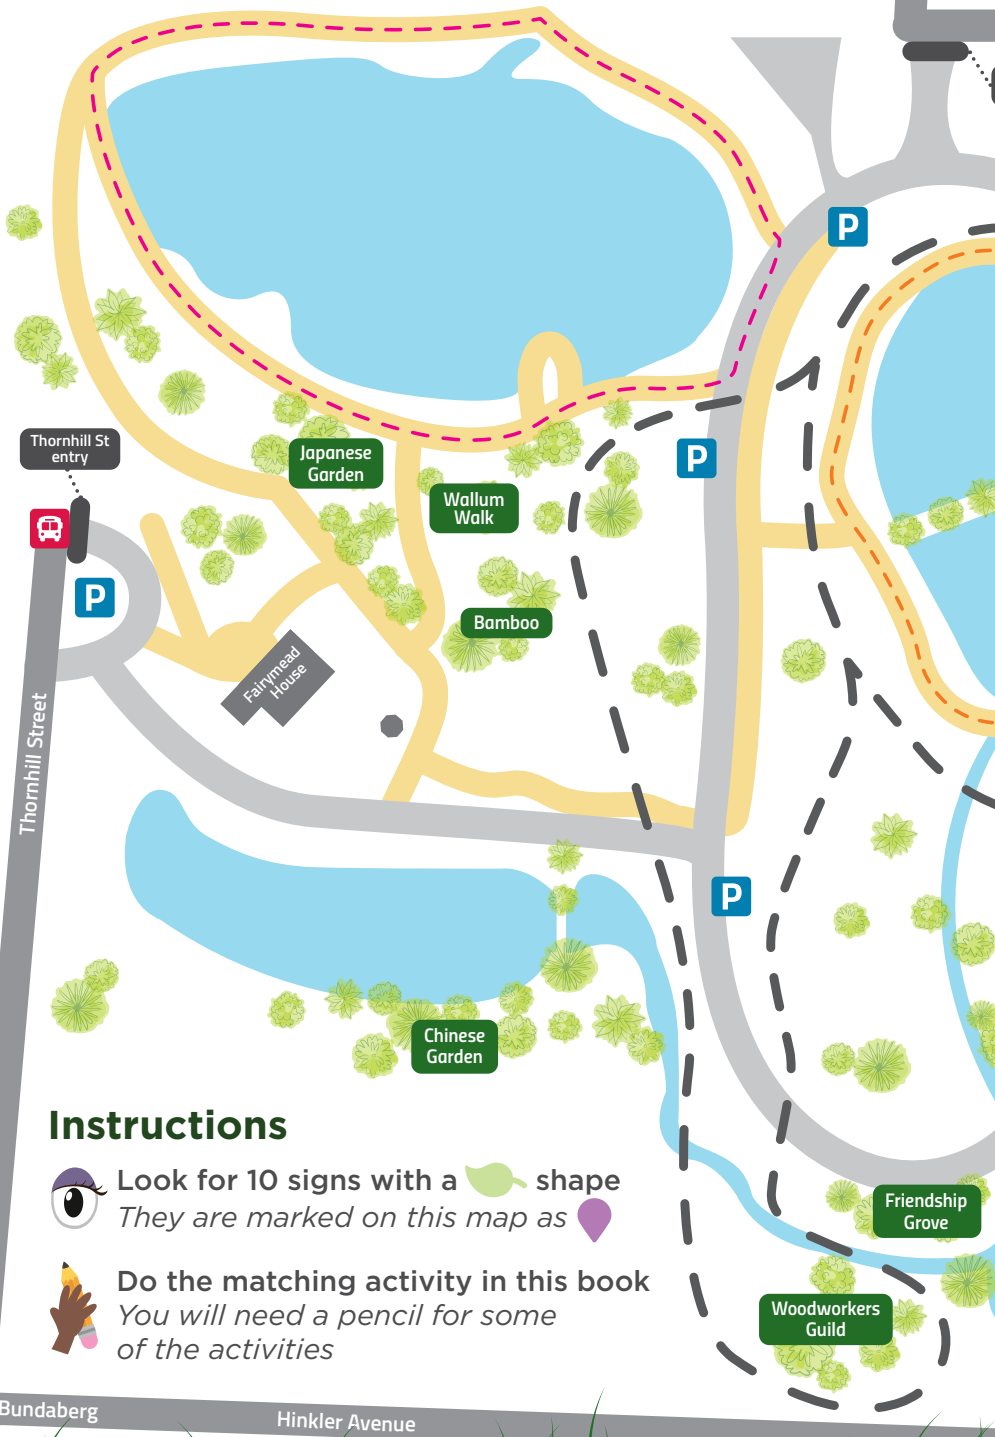 P
Thornhill St
entry
Japanese
Garden
P
Wallum
Walk
P
Bamboo
Fairymead
House
Thornhill Street
P
Chinese
Garden
Instructions
Look for 10 signs with a shape
They are marked on this map as
Friendship
Grove
Do the matching activity in this book
You will need a pencil for some
of the activities
Woodworkers
Guild
Bundaberg
Hinkler Avenue